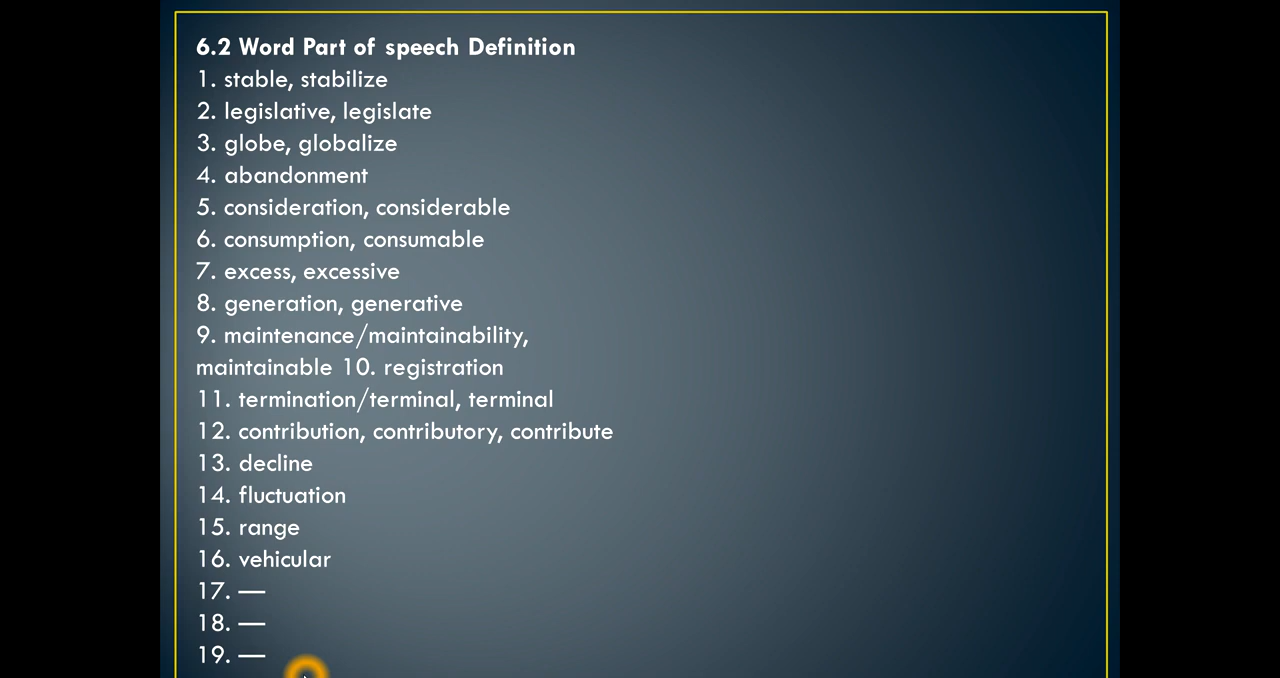 6.2 Word Part of speech Definition
1. stable, stabilize
2. legislative, legislate
3. globe, globalize
4. abandonment
5. consideration, considerable
6. consumption, consumable
7. excess, excessive
8. generation, generative
9. maintenance/maintainability,
maintainable 10. registration
11. termination/terminal, terminal
12. contribution, contributory, contribute
13. decline
14. fluctuation
15. range
16. vehicular
17. —
18. —
19. —